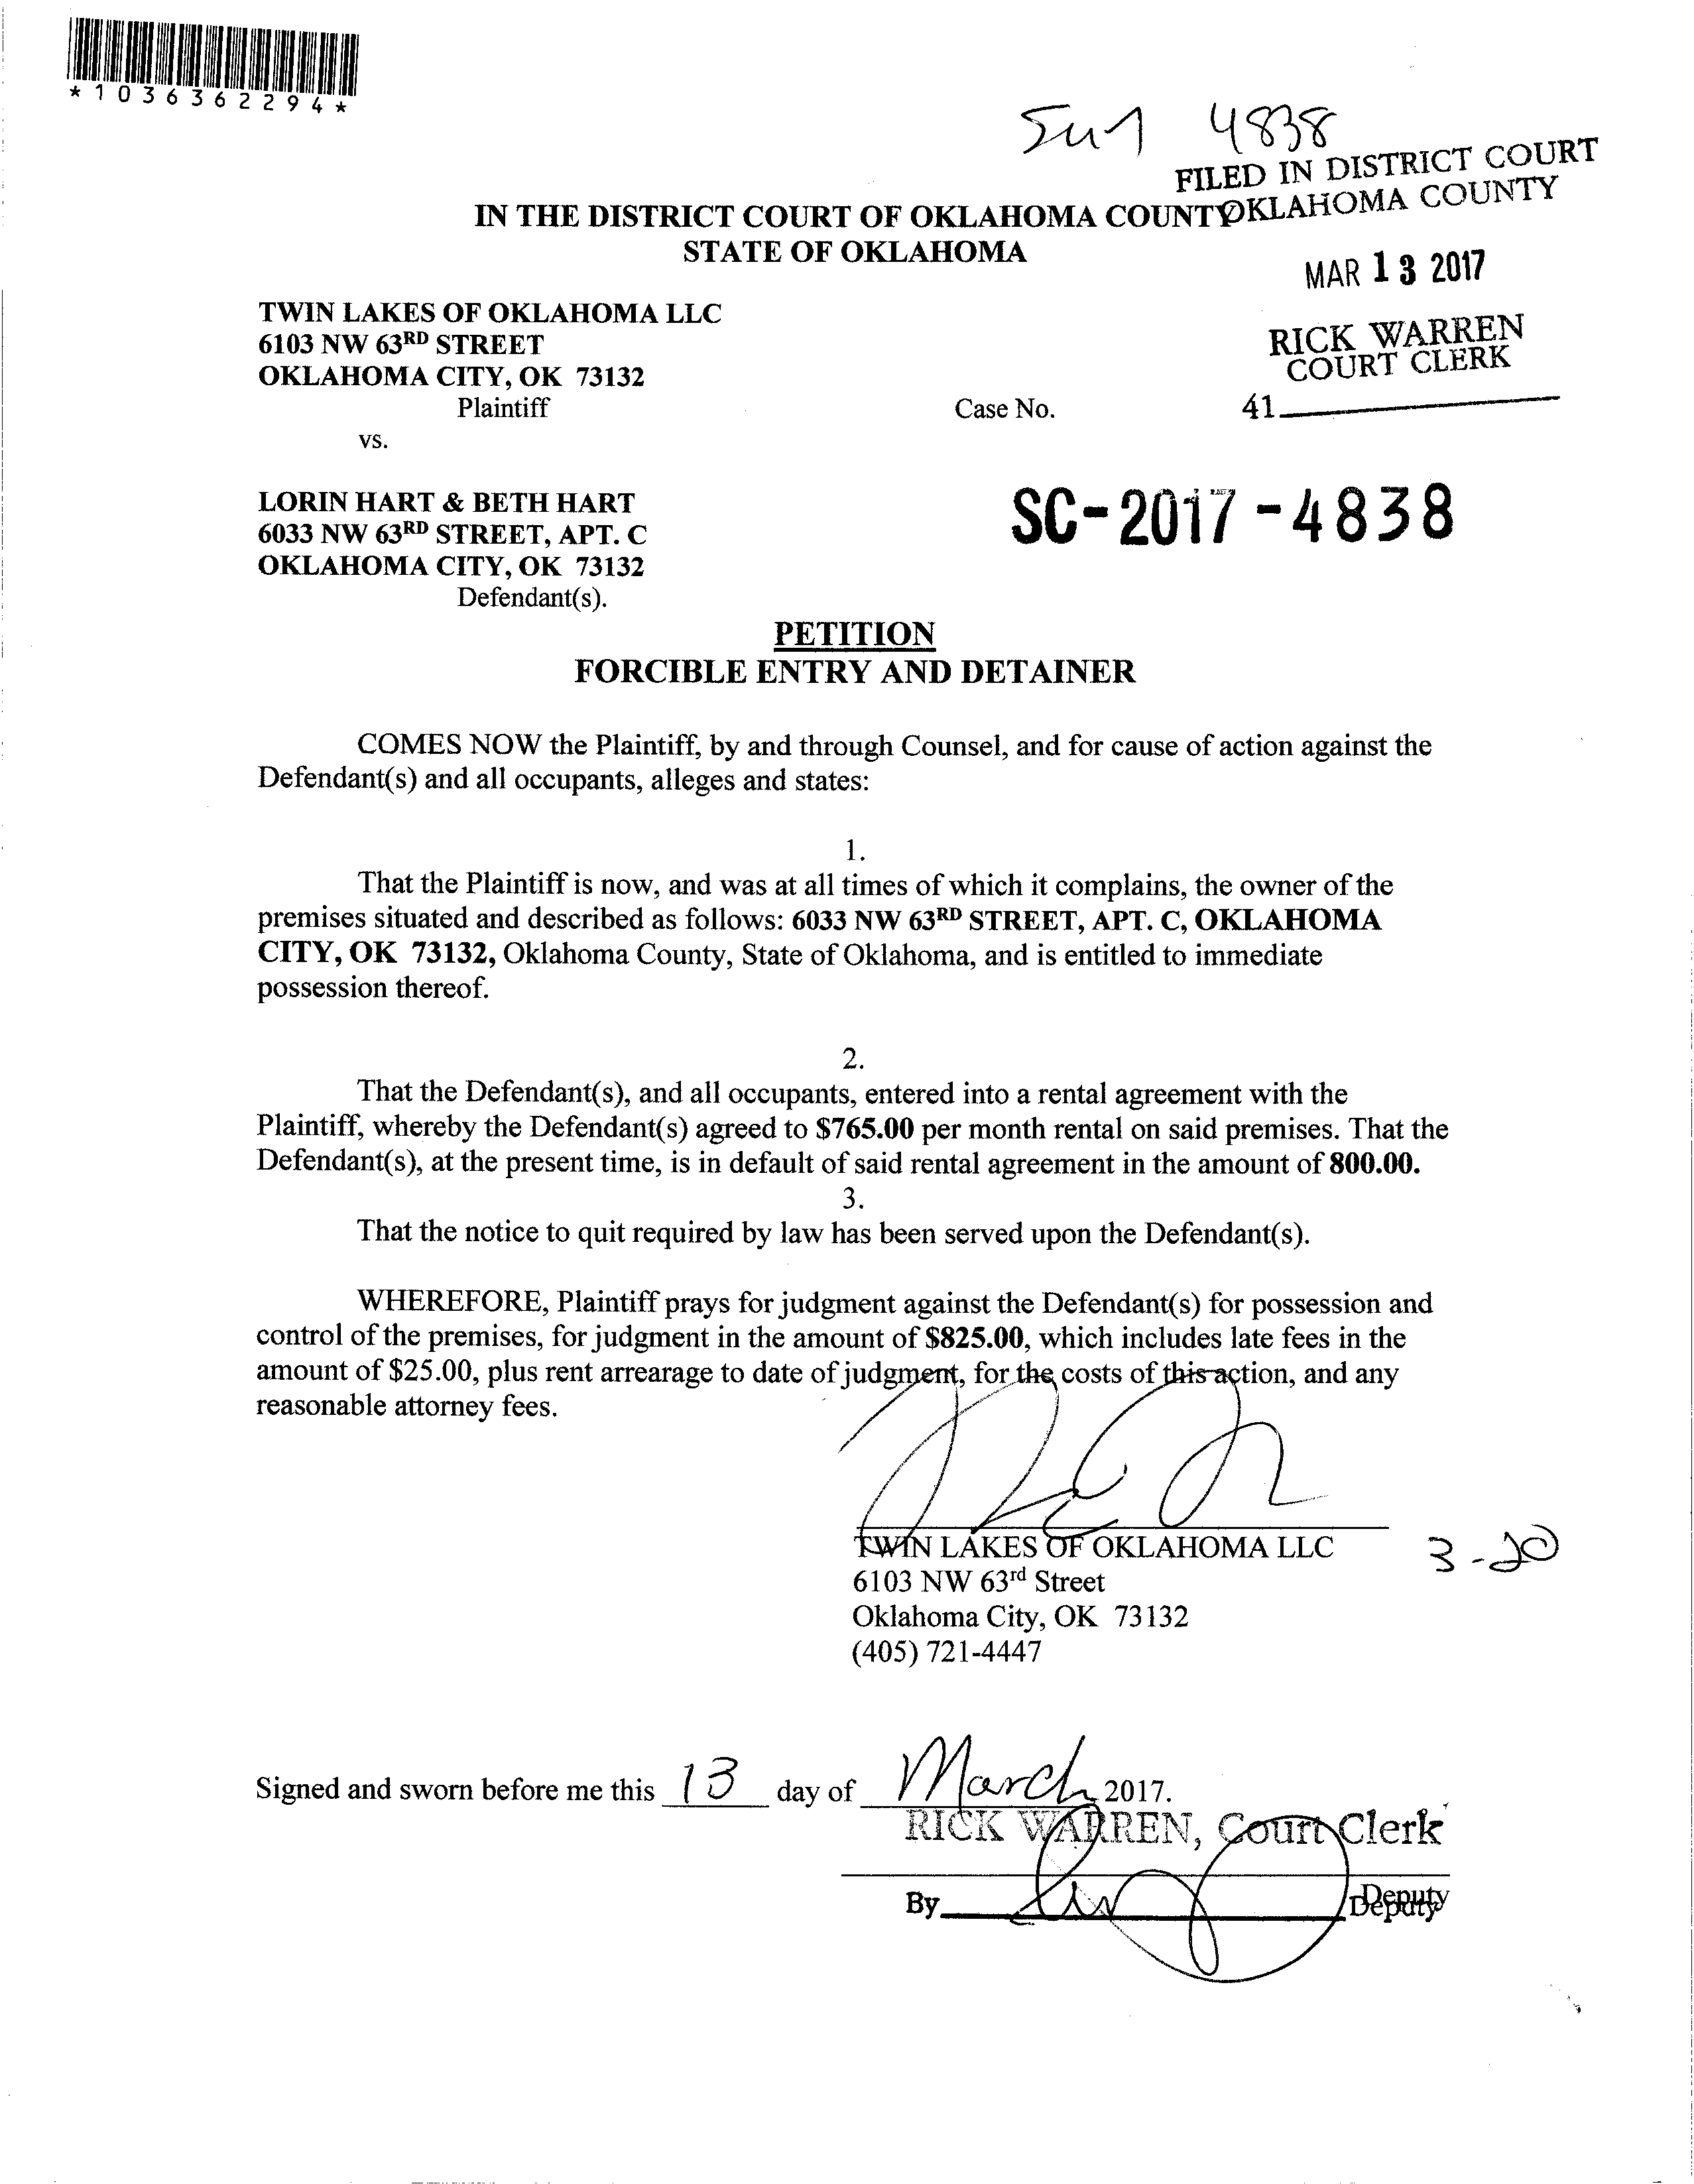 *1036362294*
4838
FILED IN DISTRICT COURT
OKLAHOMA COUNTY
IN THE DISTRICT COURT OF OKLAHOMA COUNTY
STATE OF OKLAHOMA
MAR 13 2017
TWIN LAKES OF OKLAHOMA LLC
6103 NW 63RD STREET
OKLAHOMA CITY, OK 73132
RICK WARREN
COURT CLERK
Plaintiff
Case No.
41
vs.
LORIN HART & BETH HART
6033 NW 63RD STREET, APT. C
OKLAHOMA CITY, OK 73132
Defendant(s).
SC-2017-4838
PETITION
FORCIBLE ENTRY AND DETAINER
COMES NOW the Plaintiff, by and through Counsel, and for cause of action against the
Defendant(s) and all occupants, alleges and states:
1.
That the Plaintiff is now, and was at all times of which it complains, the owner of the
premises situated and described as follows: 6033 NW 63RD STREET, APT. C, OKLAHOMA
CITY, OK 73132, Oklahoma County, State of Oklahoma, and is entitled to immediate
possession thereof.
2.
That the Defendant(s), and all occupants, entered into a rental agreement with the
Plaintiff, whereby the Defendant(s) agreed to $765.00 per month rental on said premises. That the
Defendant(s), at the present time, is in default of said rental agreement in the amount of 800.00.
3.
That the notice to quit required by law has been served upon the Defendant(s).
WHEREFORE, Plaintiff prays for judgment against the Defendant(s) for possession and
control of the premises, for judgment in the amount of $825.00, which includes late fees in the
amount of $25.00, plus rent arrearage to date of judgment, for the costs of this action, and any
reasonable attorney fees.
TWIN LAKES OF OKLAHOMA LLC
3-20
6103 NW 63rd Street
Oklahoma City, OK 73132
(405) 721-4447
Signed and sworn before me this 13 day of March 2017.
RICK WARREN, Court Clerk
By Deputy
Deputy